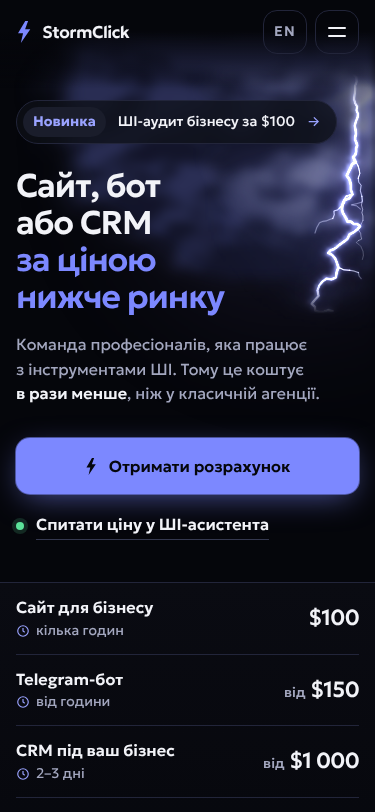 StormClick
EN
Новинка ШІ-аудит бізнесу за $100 →
Сайт, бот
або CRM
за ціною
нижче ринку
Команда професіоналів, яка працює
з інструментами ШІ. Тому це коштує
в рази менше, ніж у класичній агенції.
Отримати розрахунок
Спитати ціну у ШІ-асистента
Сайт для бізнесу
$100
кілька годин
Telegram-бот
від $150
від години
CRM під ваш бізнес
від $1 000
2–3 дні